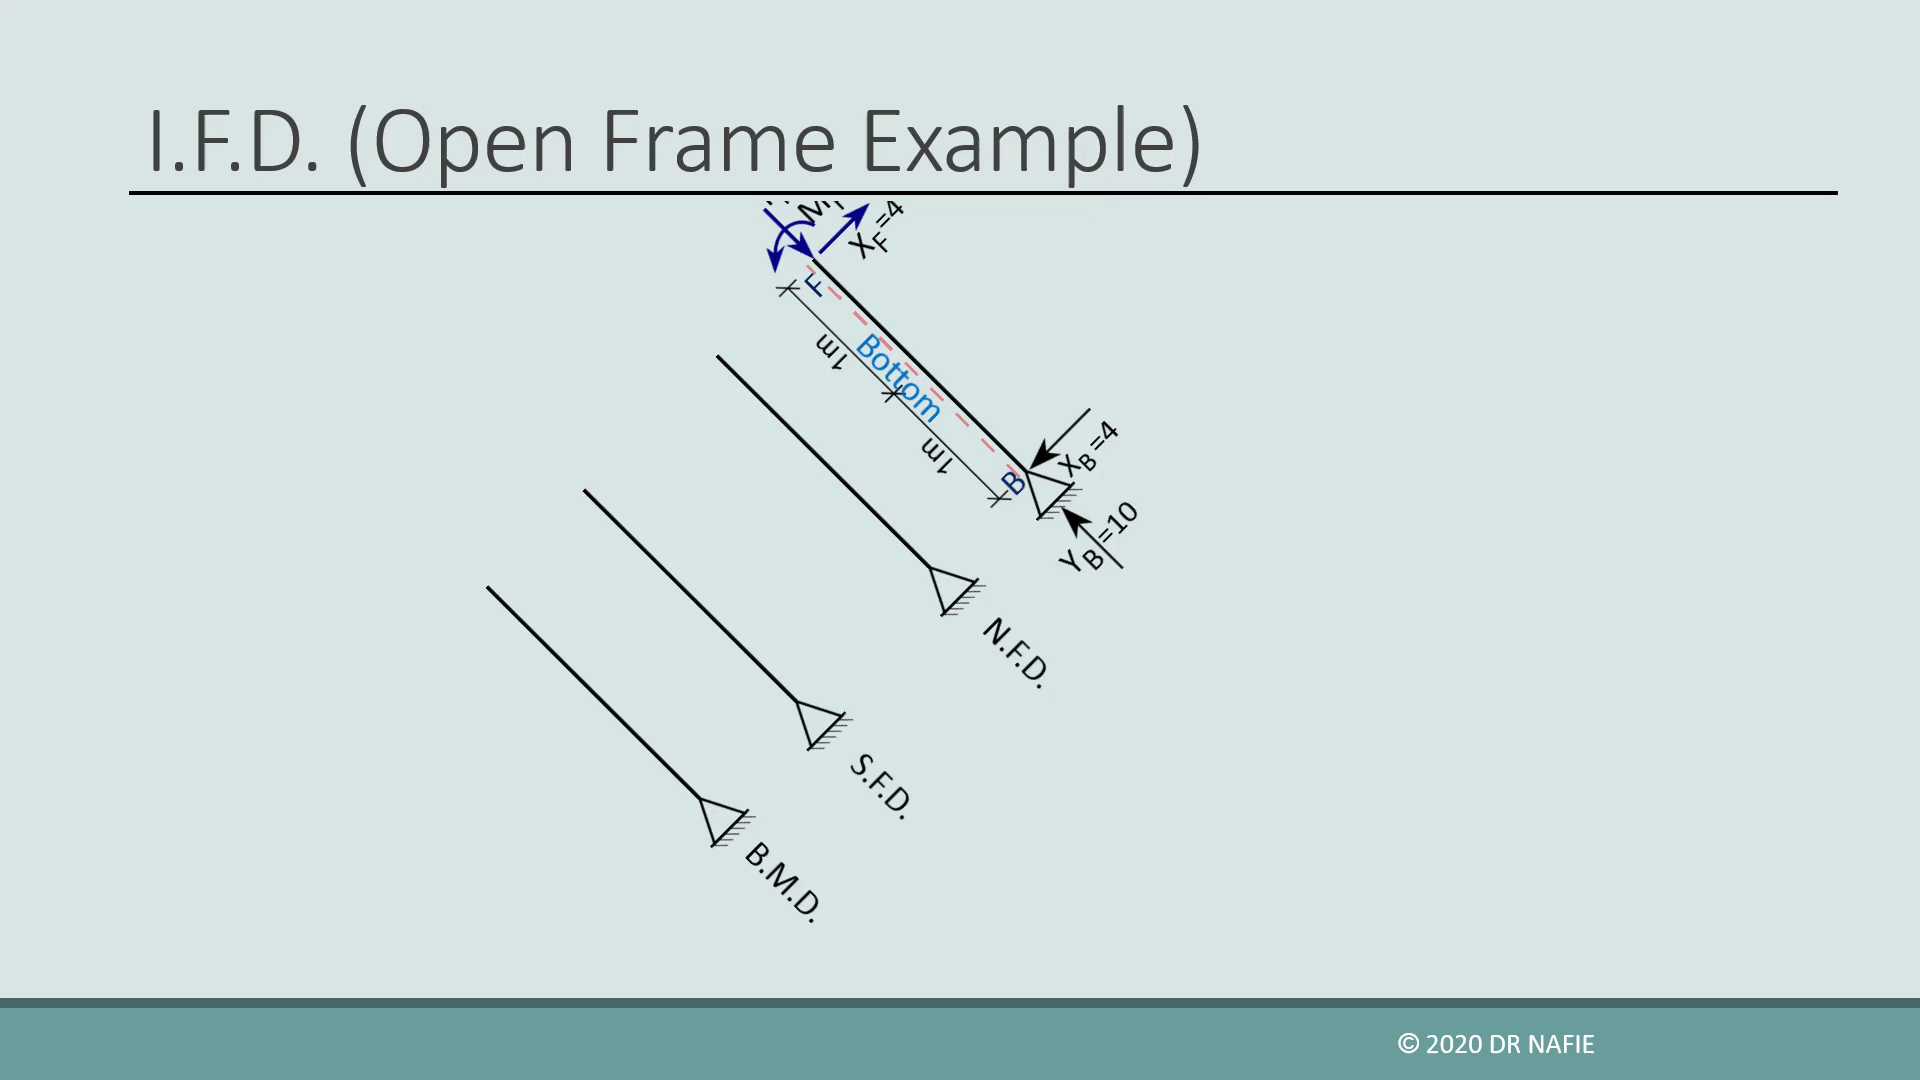 I.F.D. (Open Frame Example)
X_F=4
F
1m
Bottom
1m
B
X_B=4
Y_B=10
N.F.D.
S.F.D.
B.M.D.
© 2020 DR NAFIE